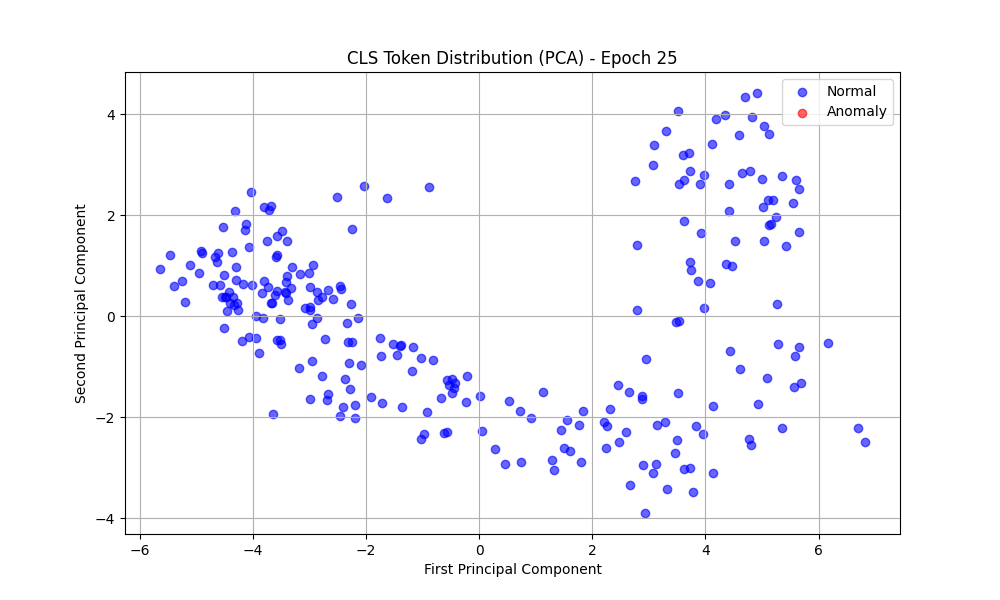 CLS Token Distribution (PCA) - Epoch 25
Normal
Anomaly
4
2
0
−2
−4
Second Principal Component
−6
−4
−2
0
2
4
6
First Principal Component